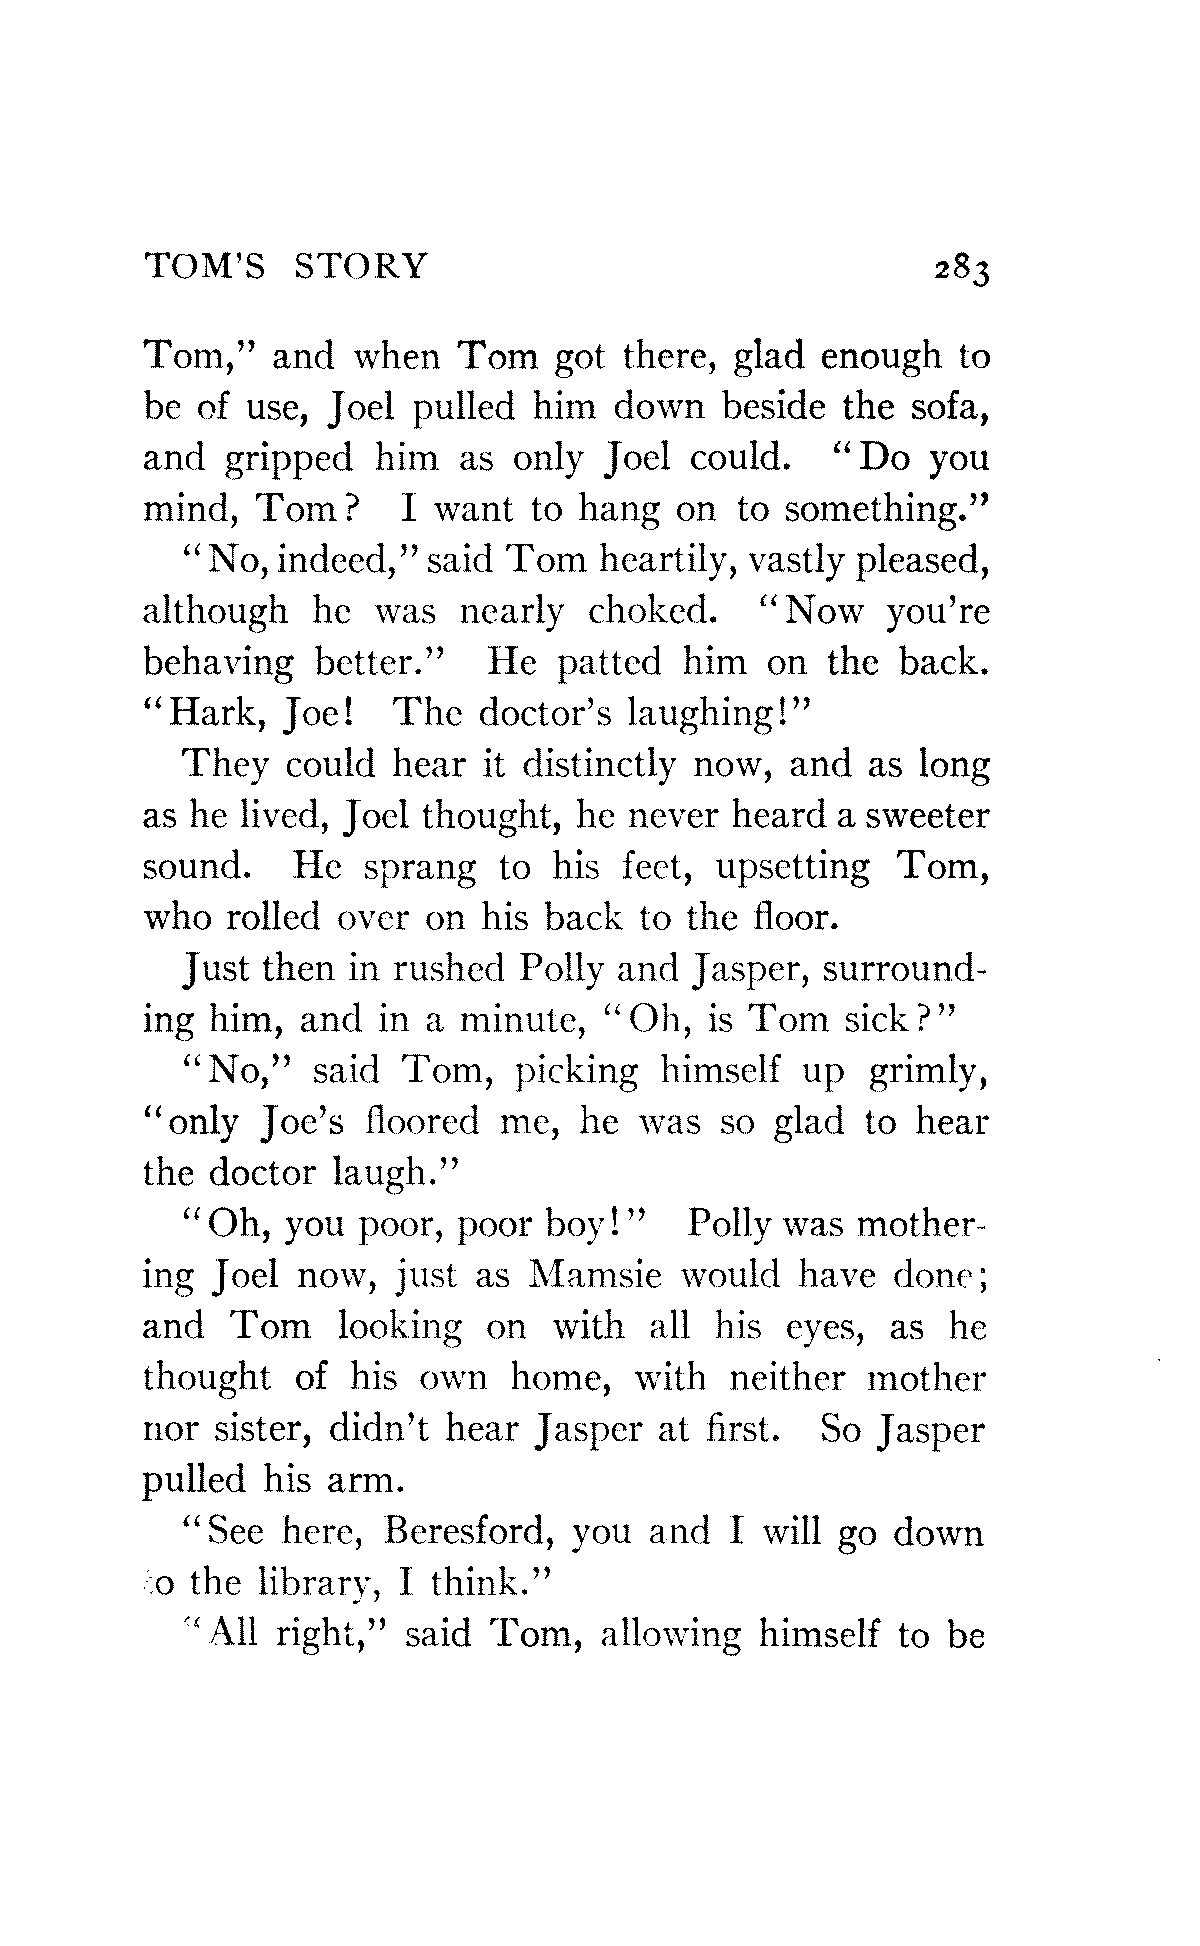 TOM'S STORY 283
Tom," and when Tom got there, glad enough to
be of use, Joel pulled him down beside the sofa,
and gripped him as only Joel could. "Do you
mind, Tom? I want to hang on to something."
"No, indeed," said Tom heartily, vastly pleased,
although he was nearly choked. "Now you're
behaving better." He patted him on the back.
"Hark, Joe! The doctor's laughing!"
They could hear it distinctly now, and as long
as he lived, Joel thought, he never heard a sweeter
sound. He sprang to his feet, upsetting Tom,
who rolled over on his back to the floor.
Just then in rushed Polly and Jasper, surround-
ing him, and in a minute, "Oh, is Tom sick?"
"No," said Tom, picking himself up grimly,
"only Joe's floored me, he was so glad to hear
the doctor laugh."
"Oh, you poor, poor boy!" Polly was mother-
ing Joel now, just as Mamsie would have done;
and Tom looking on with all his eyes, as he
thought of his own home, with neither mother
nor sister, didn't hear Jasper at first. So Jasper
pulled his arm.
"See here, Beresford, you and I will go down
to the library, I think."
"All right," said Tom, allowing himself to be